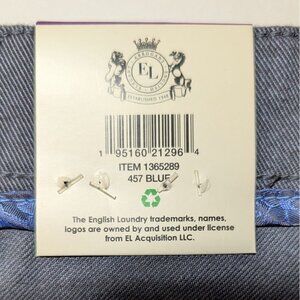 EL
ESTABLISHED 1948
1 95160 21296 4
ITEM 1365289
457 BLUE
The English Laundry trademarks, names,
logos are owned by and used under license
from EL Acquisition LLC.